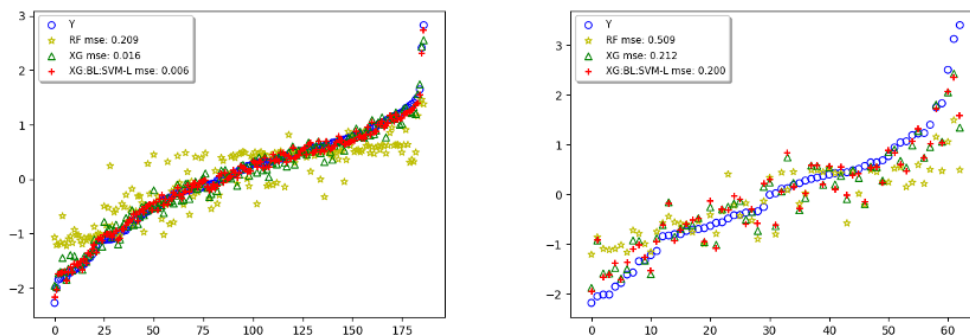 3
2
1
0
-1
-2
0 25 50 75 100 125 150 175
Y
RF mse: 0.209
XG mse: 0.016
XG:BL:SVM-L mse: 0.006
3
2
1
0
-1
-2
0 10 20 30 40 50 60
Y
RF mse: 0.509
XG mse: 0.212
XG:BL:SVM-L mse: 0.200